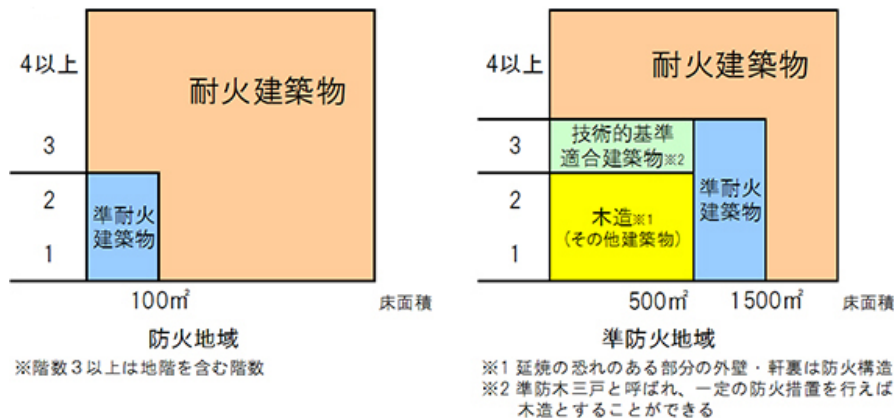 4以上
耐火建築物
3
2
準耐火
建築物
1
100㎡
床面積
防火地域
※階数3以上は地階を含む階数
4以上
耐火建築物
3
技術的基準
適合建築物※2
2
木造※1
(その他建築物)
準耐火
建築物
1
500㎡
1500㎡
床面積
準防火地域
※1 延焼の恐れのある部分の外壁・軒裏は防火構造
※2 準防木三戸と呼ばれ、一定の防火措置を行えば
木造とすることができる